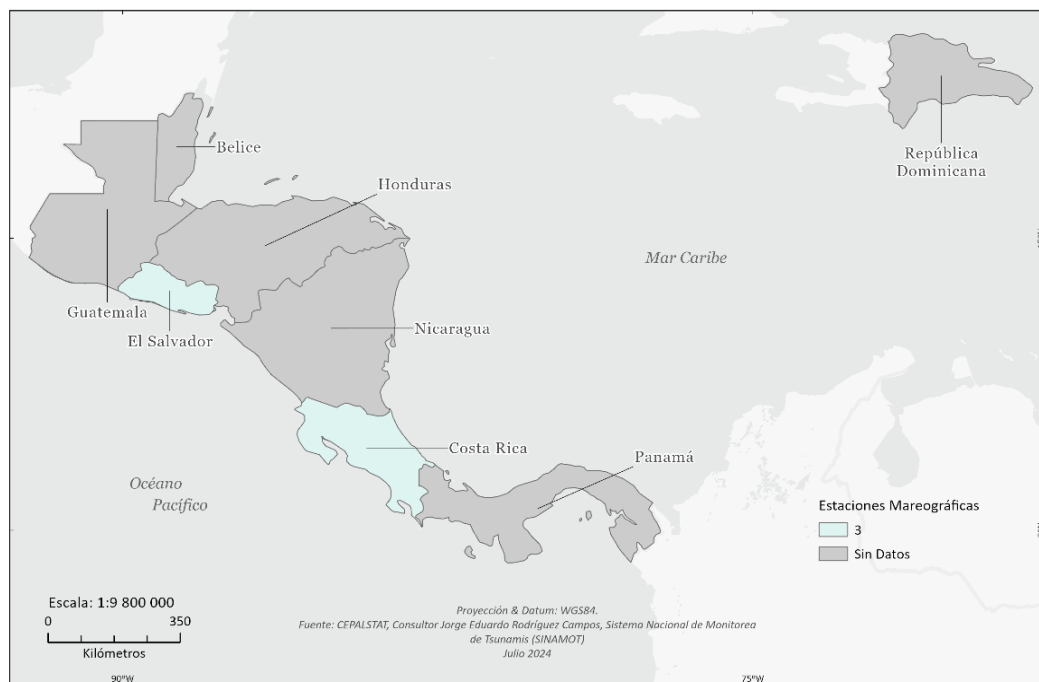 Belice
Honduras
República
Dominicana
Mar Caribe
Guatemala
El Salvador
Nicaragua
Costa Rica
Panamá
Océano
Pacífico
Estaciones Mareográficas
3
Sin Datos
Escala: 1:9 800 000
0 350
Kilómetros
Proyección & Datum: WGS84.
Fuente: CEPALSTAT, Consultor Jorge Eduardo Rodríguez Campos, Sistema Nacional de Monitorea
de Tsunamis (SINAMOT)
Julio 2024
90°W 75°W